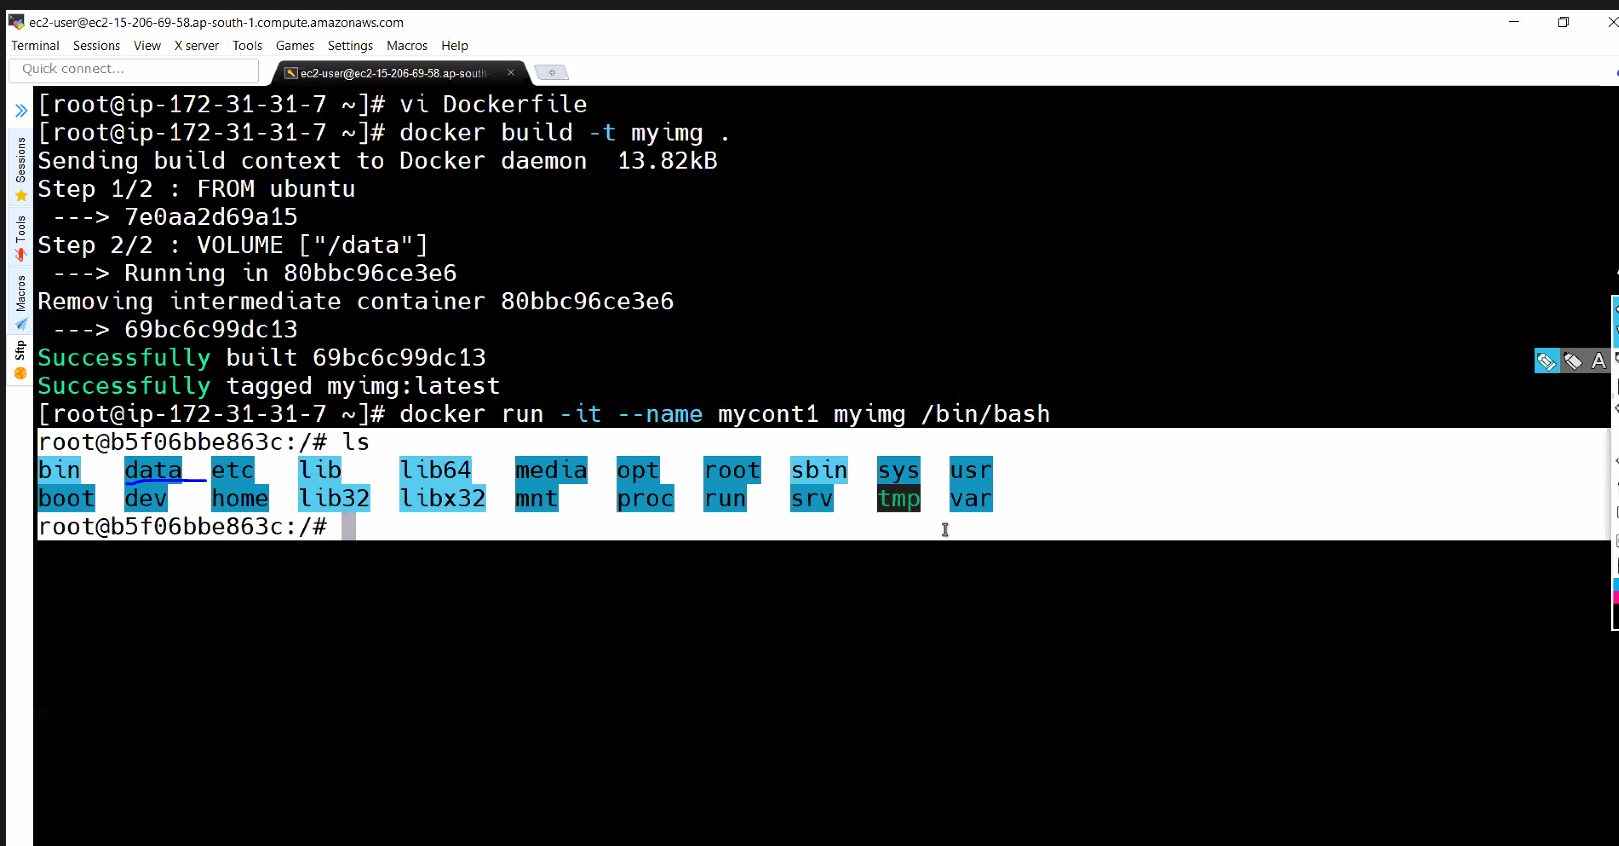 ec2-user@ec2-15-206-69-58.ap-south-1.compute.amazonaws.com
Terminal Sessions View X server Tools Games Settings Macros Help
Quick connect...
ec2-user@ec2-15-206-69-58.ap-south-
[root@ip-172-31-31-7 ~]# vi Dockerfile
[root@ip-172-31-31-7 ~]# docker build -t myimg .
Sending build context to Docker daemon  13.82kB
Step 1/2 : FROM ubuntu
 ---> 7e0aa2d69a15
Step 2/2 : VOLUME ["/data"]
 ---> Running in 80bbc96ce3e6
Removing intermediate container 80bbc96ce3e6
 ---> 69bc6c99dc13
Successfully built 69bc6c99dc13
Successfully tagged myimg:latest
[root@ip-172-31-31-7 ~]# docker run -it --name mycont1 myimg /bin/bash
root@b5f06bbe863c:/# ls
bin data etc lib lib64 media opt root sbin sys usr
boot dev home lib32 libx32 mnt proc run srv tmp var
root@b5f06bbe863c:/#
Sessions
Tools
Macros
Sftp
A